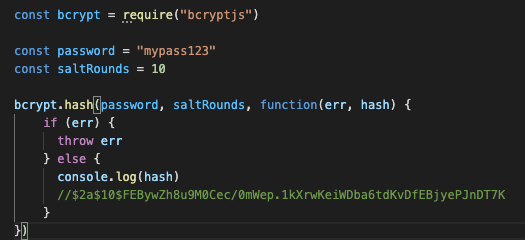 const bcrypt = require("bcryptjs")
const password = "mypass123"
const saltRounds = 10
bcrypt.hash(password, saltRounds, function(err, hash) {
if (err) {
throw err
} else {
console.log(hash)
//$2a$10$FEBywZh8u9M0Cec/0mWep.1kXrwKeiWDba6tdKvDfEBjyePJnDT7K
}
})